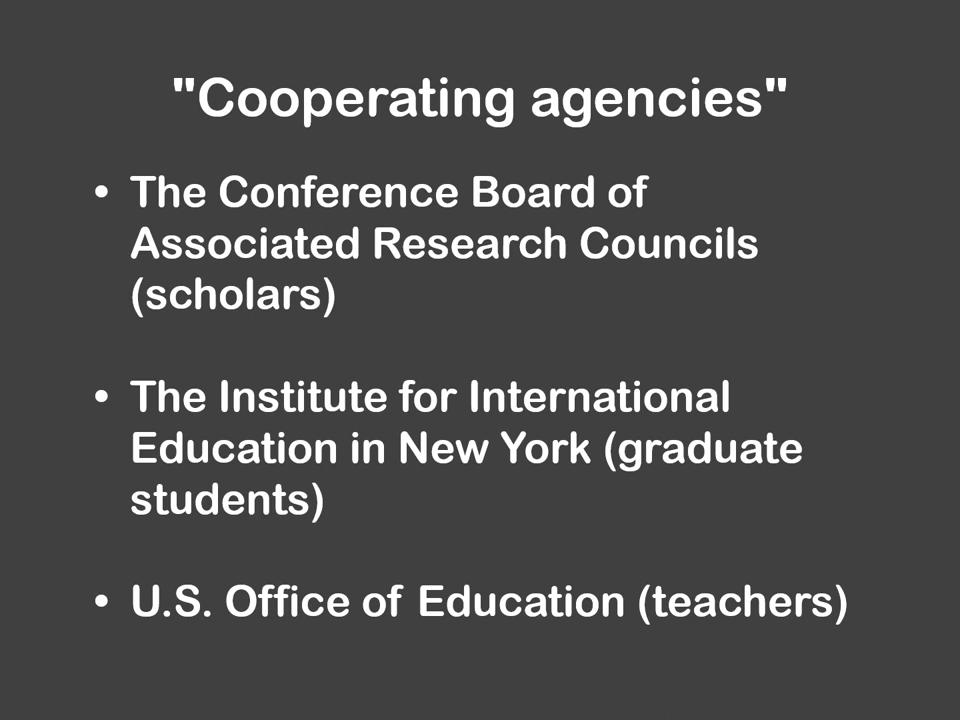 "Cooperating agencies"
• The Conference Board of
Associated Research Councils
(scholars)
• The Institute for International
Education in New York (graduate
students)
• U.S. Office of Education (teachers)